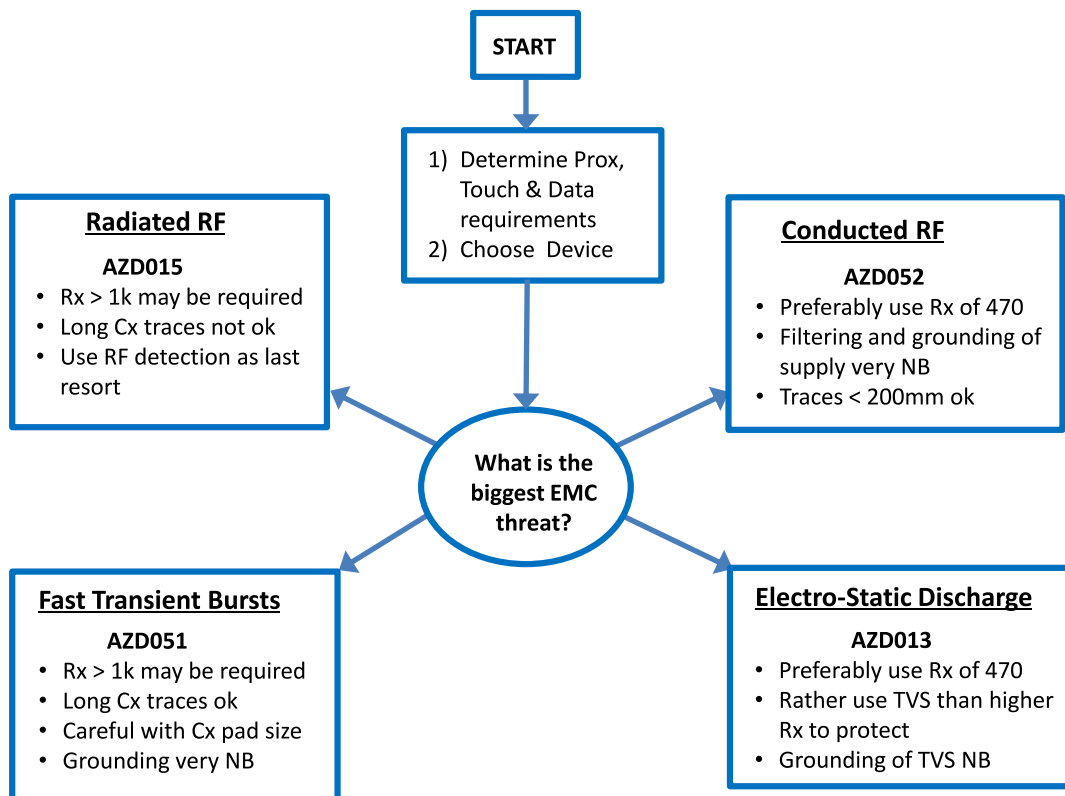 START
1) Determine Prox,
Touch & Data
requirements
2) Choose Device
Radiated RF
AZD015
• Rx > 1k may be required
• Long Cx traces not ok
• Use RF detection as last
resort
Conducted RF
AZD052
• Preferably use Rx of 470
• Filtering and grounding of
supply very NB
• Traces < 200mm ok
What is the
biggest EMC
threat?
Fast Transient Bursts
AZD051
• Rx > 1k may be required
• Long Cx traces ok
• Careful with Cx pad size
• Grounding very NB
Electro-Static Discharge
AZD013
• Preferably use Rx of 470
• Rather use TVS than higher
Rx to protect
• Grounding of TVS NB